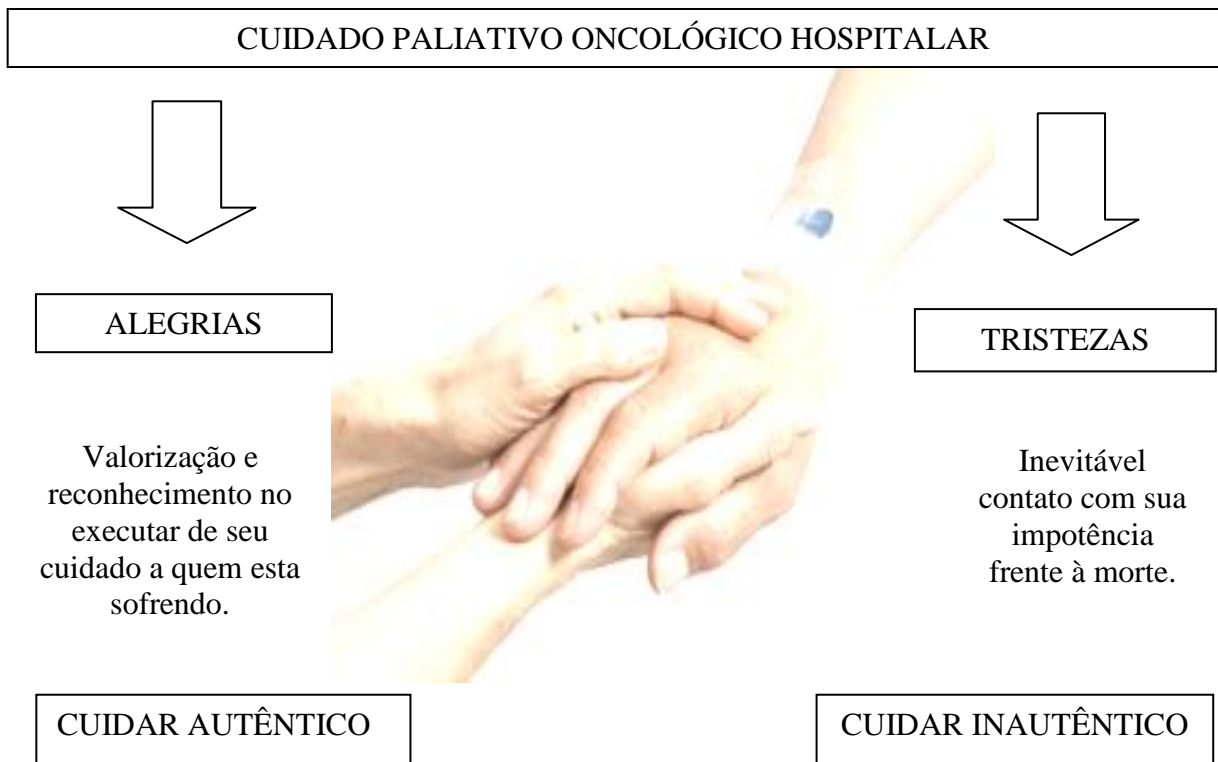 CUIDADO PALIATIVO ONCOLÓGICO HOSPITALAR
ALEGRIAS
Valorização e
reconhecimento no
executar de seu
cuidado a quem esta
sofrendo.
CUIDAR AUTÊNTICO
TRISTEZAS
Inevitável
contato com sua
impotência
frente à morte.
CUIDAR INAUTÊNTICO